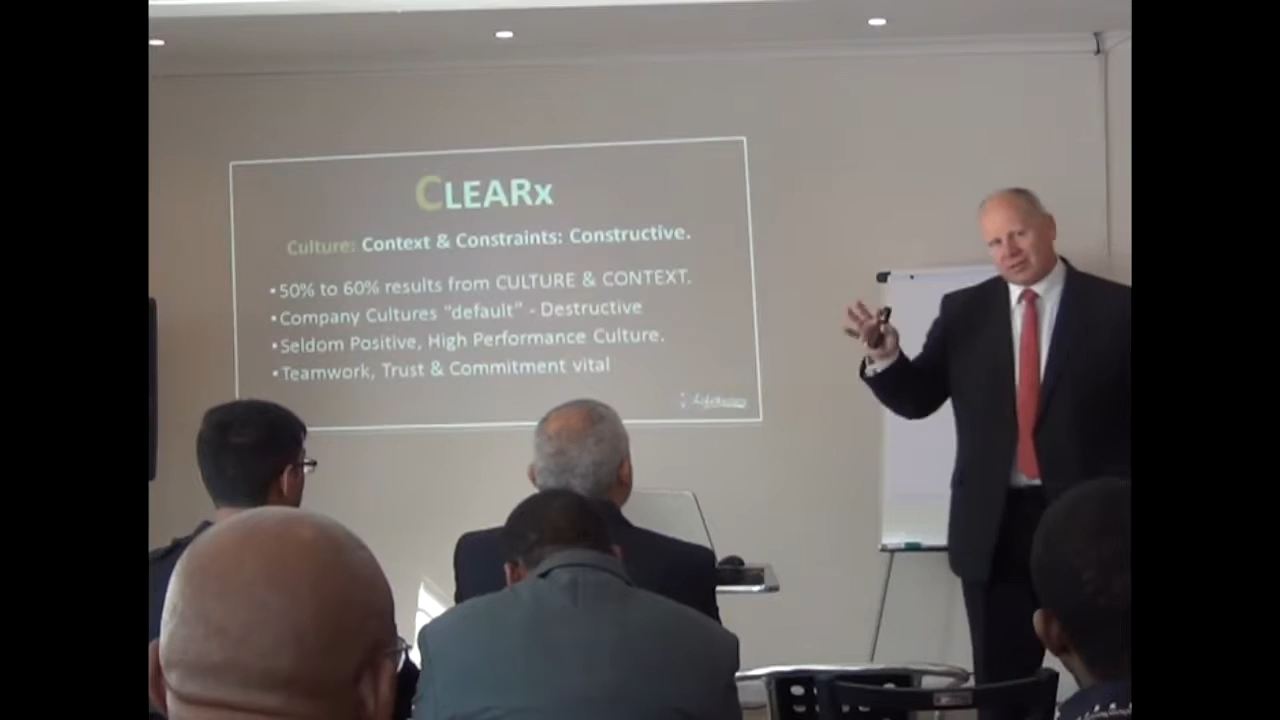 CLEARx
Culture: Context & Constraints: Constructive.
•50% to 60% results from CULTURE & CONTEXT.
•Company Cultures “default” - Destructive
•Seldom Positive, High Performance Culture.
•Teamwork, Trust & Commitment vital